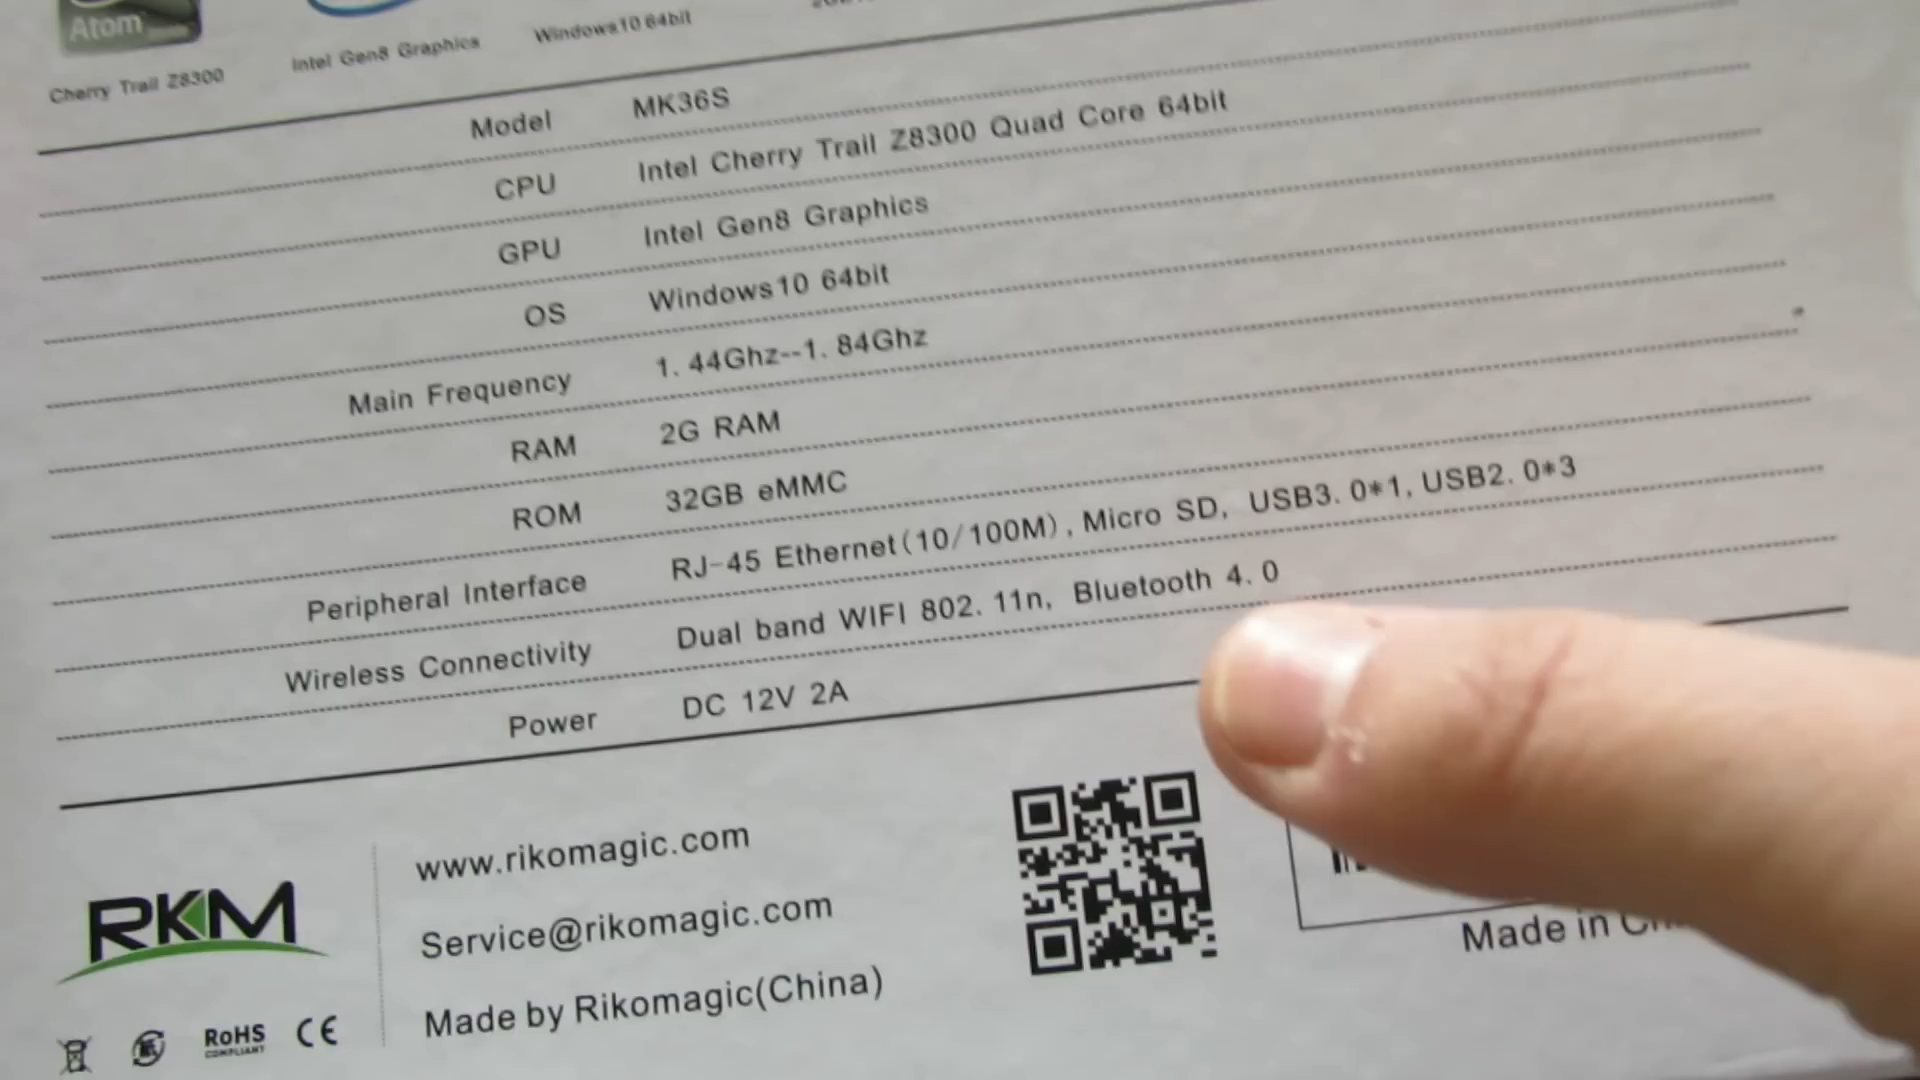 Atom
Cherry Trail Z8300
Intel Gen8 Graphics
Windows10 64bit
Model MK36S
CPU Intel Cherry Trail Z8300 Quad Core 64bit
GPU Intel Gen8 Graphics
OS Windows10 64bit
Main Frequency 1. 44Ghz--1. 84Ghz
RAM 2G RAM
ROM 32GB eMMC
Peripheral Interface RJ-45 Ethernet(10/100M), Micro SD, USB3. 0*1, USB2. 0*3
Wireless Connectivity Dual band WIFI 802. 11n, Bluetooth 4. 0
Power DC 12V 2A
RKM
www.rikomagic.com
Service@rikomagic.com
Made by Rikomagic(China)
RoHS
COMPLIANT
CE
Made in